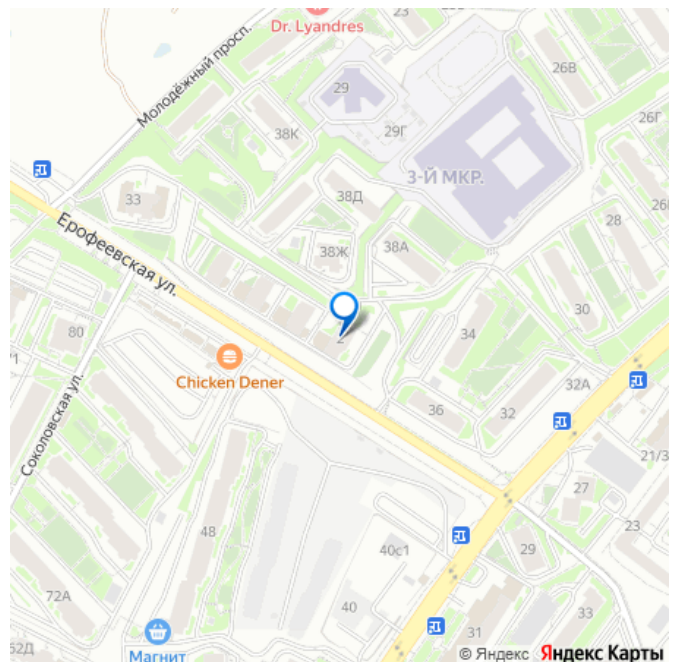 23
Dr. Lyandres
Молодёжный просп.
29
26В
38К
29Г
26Г
3-Й МКР.
33
38Д
28
Ерофеевская ул.
38Ж
38А
30
80
2
34
Chicken Dener
32А
36
32
Соколовская ул.
21/3
27
48
23
40с1
29
72А
40
33
31
52Д
Магнит
© Яндекс Яндекс Карты